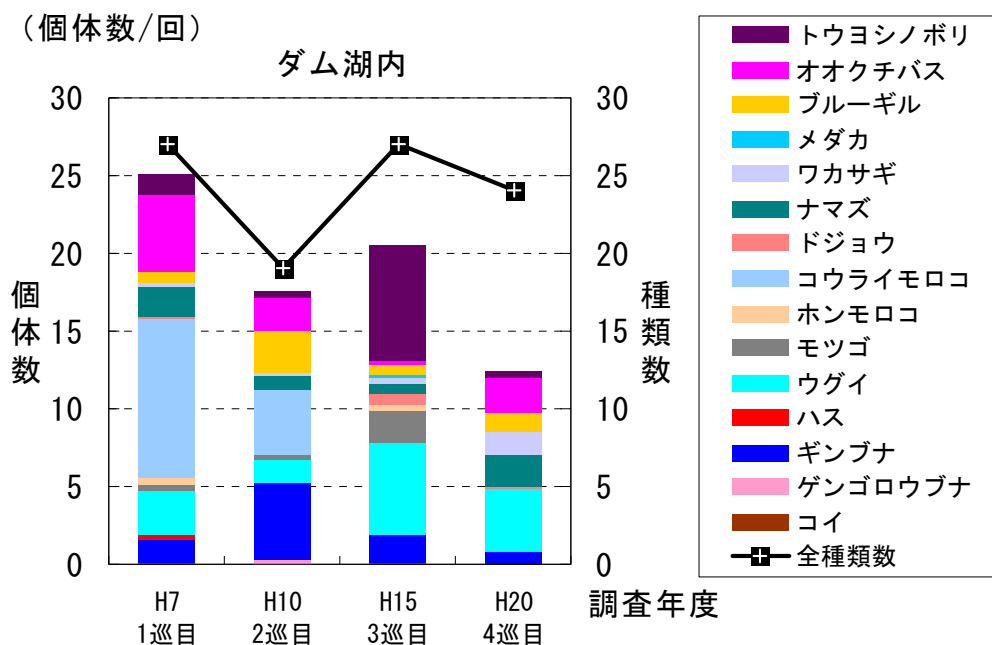 (個体数/回)
ダム湖内
30
25
20
15
10
5
0
個体数
30
25
20
15
10
5
0
種類数
H7
1巡目
H10
2巡目
H15
3巡目
H20
4巡目
調査年度
トウヨシノボリ
オオクチバス
ブルーギル
メダカ
ワカサギ
ナマズ
ドジョウ
コウライモロコ
ホンモロコ
モツゴ
ウグイ
ハス
ギンブナ
ゲンゴロウブナ
コイ
全種類数